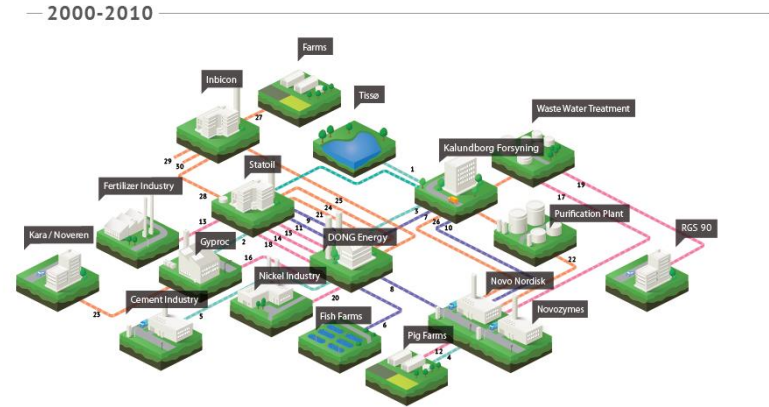 2000-2010
Farms
Inbicon
Tissø
Waste Water Treatment
27
Kalundborg Forsyning
29
30
Statoil
1
19
17
Fertilizer Industry
28
25
24
21
9
3
7
26
10
Purification Plant
13
2
11
15
14
18
Kara / Noveren
Gyproc
DONG Energy
RGS 90
16
22
Nickel Industry
Novo Nordisk
8
Cement Industry
20
23
5
Fish Farms
6
Novozymes
Pig Farms
12
4